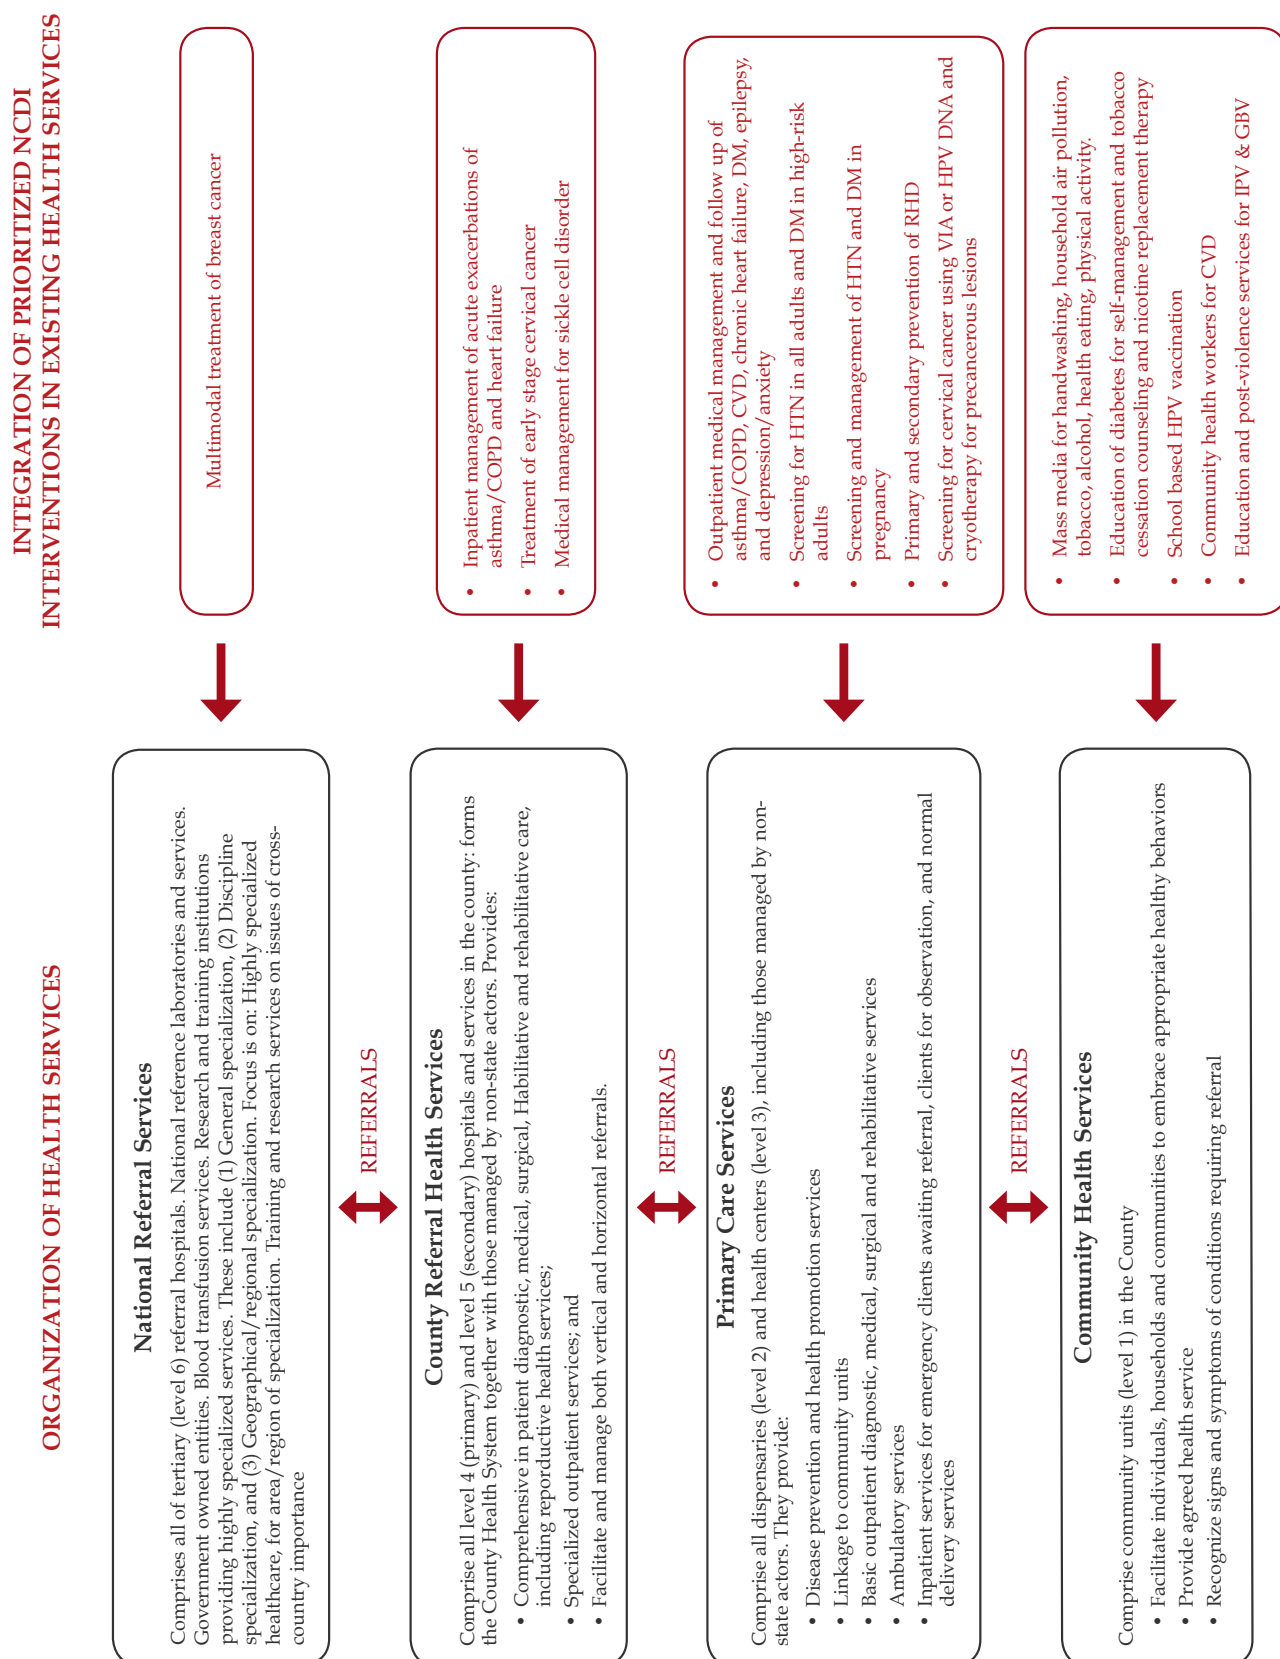 ORGANIZATION OF HEALTH SERVICES
National Referral Services
Comprises all of tertiary (level 6) referral hospitals. National reference laboratories and services.
Government owned entities. Blood transfusion services. Research and training institutions
providing highly specialized services. These include (1) General specialization, (2) Discipline
specialization, and (3) Geographical/regional specialization. Focus is on: Highly specialized
healthcare, for area/region of specialization. Training and research services on issues of cross-
country importance
REFERRALS
County Referral Health Services
Comprise all level 4 (primary) and level 5 (secondary) hospitals and services in the county: forms
the County Health System together with those managed by non-state actors. Provides:
• Comprehensive in patient diagnostic, medical, surgical, Habilitative and rehabilitative care,
including reporductive health services;
• Specialized outpatient services; and
• Facilitate and manage both vertical and horizontal referrals.
REFERRALS
Primary Care Services
Comprise all dispensaries (level 2) and health centers (level 3), including those managed by non-
state actors. They provide:
• Disease prevention and health promotion services
• Linkage to community units
• Basic outpatient diagnostic, medical, surgical and rehabilitative services
• Ambulatory services
• Inpatient services for emergency clients awaiting referral, clients for observation, and normal
delivery services
REFERRALS
Community Health Services
Comprise community units (level 1) in the County
• Facilitate individuals, households and communities to embrace appropriate healthy behaviors
• Provide agreed health service
• Recognize signs and symptoms of conditions requiring referral
INTEGRATION OF PRIORITIZED NCDI
INTERVENTIONS IN EXISTING HEALTH SERVICES
Multimodal treatment of breast cancer
• Inpatient management of acute exacerbations of
asthma/COPD and heart failure
• Treatment of early stage cervical cancer
• Medical management for sickle cell disorder
• Outpatient medical management and follow up of
asthma/COPD, CVD, chronic heart failure, DM, epilepsy,
and depression/anxiety
• Screening for HTN in all adults and DM in high-risk
adults
• Screening and management of HTN and DM in
pregnancy
• Primary and secondary prevention of RHD
• Screening for cervical cancer using VIA or HPV DNA and
cryotherapy for precancerous lesions
• Mass media for handwashing, household air pollution,
tobacco, alcohol, health eating, physical activity.
• Education of diabetes for self-management and tobacco
cessation counseling and nicotine replacement therapy
• School based HPV vaccination
• Community health workers for CVD
• Education and post-violence services for IPV & GBV